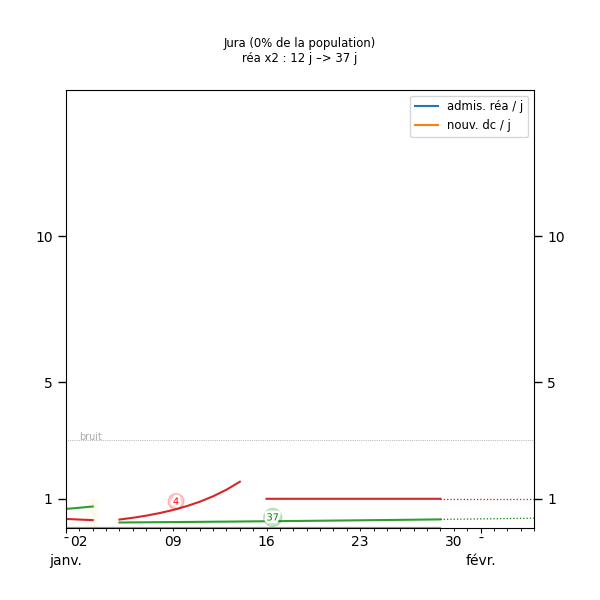 Jura (0% de la population)
réa x2 : 12 j –> 37 j
admis. réa / j
nouv. dc / j
10
10
5
5
bruit
4
37
1
1
02
09
16
23
30
janv.
févr.